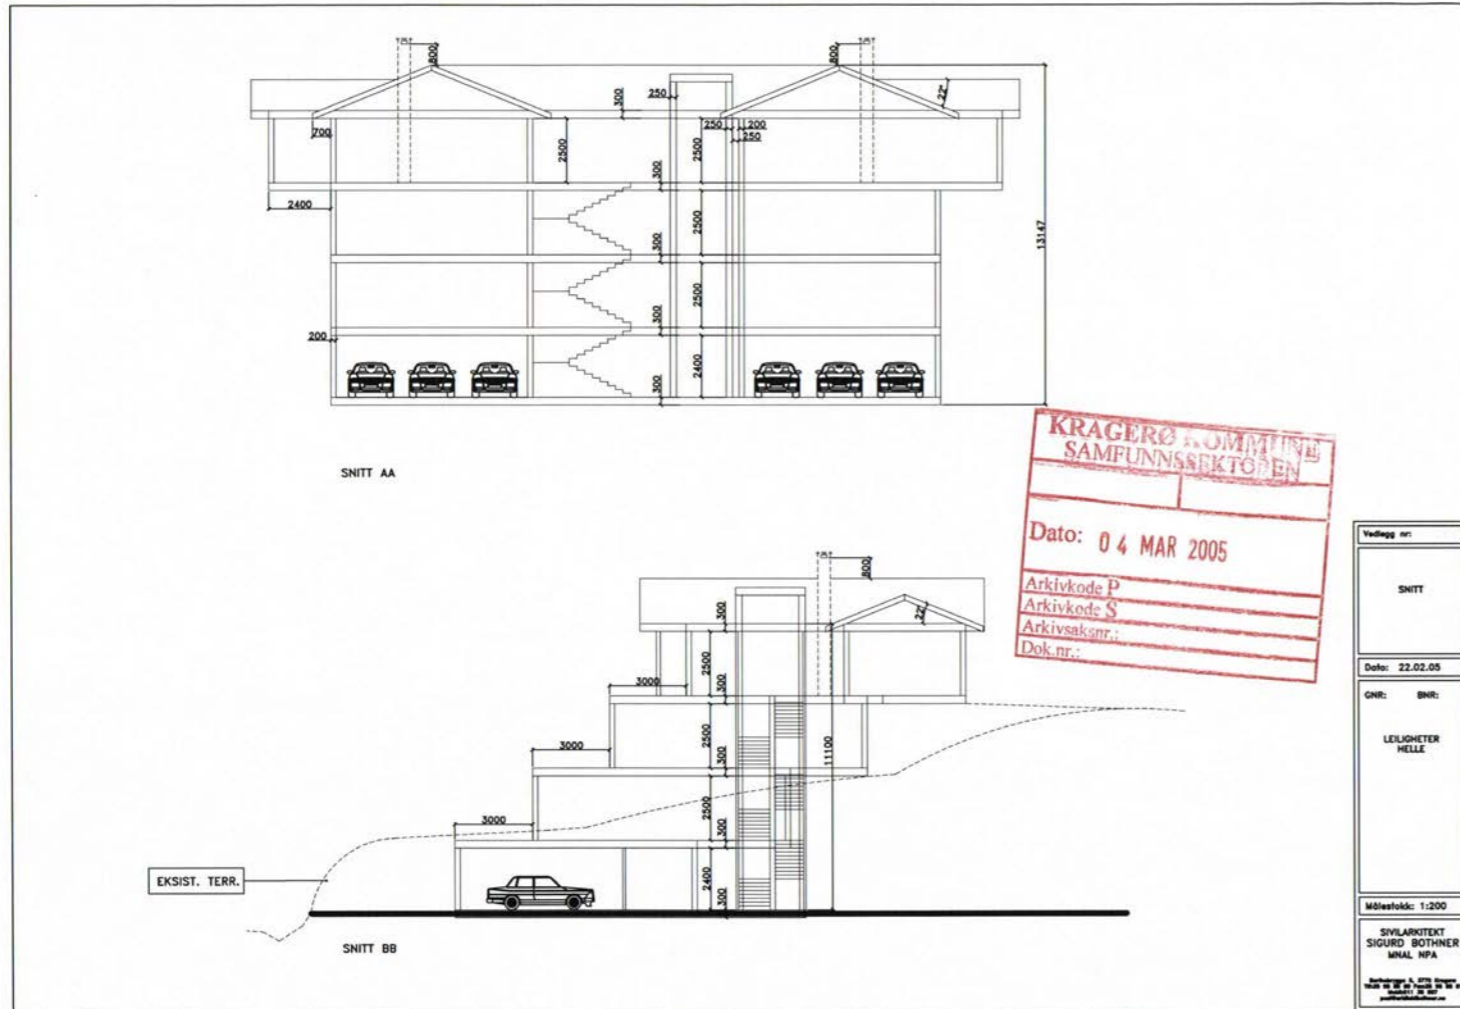 800
800
250
300
22°
700
250
200
250
2500
2500
300
2400
2500
300
13147
2500
300
200
2400
300
SNITT AA
KRAGERØ KOMMUNE
SAMFUNNSSEKTOREN
Dato: 04 MAR 2005
Arkivkode P
Arkivkode S
Arkivsaksnr.:
Dok.nr.:
800
300
22°
2500
3000
300
2500
11100
3000
300
2500
3000
300
EKSIST. TERR.
2400
300
SNITT BB
Vedlegg nr:
SNITT
Dato: 22.02.05
GNR: BNR:
LEILIGHETER
HELLE
Målestokk: 1:200
SIVILARKITEKT
SIGURD BOTHNER
MNAL NPA